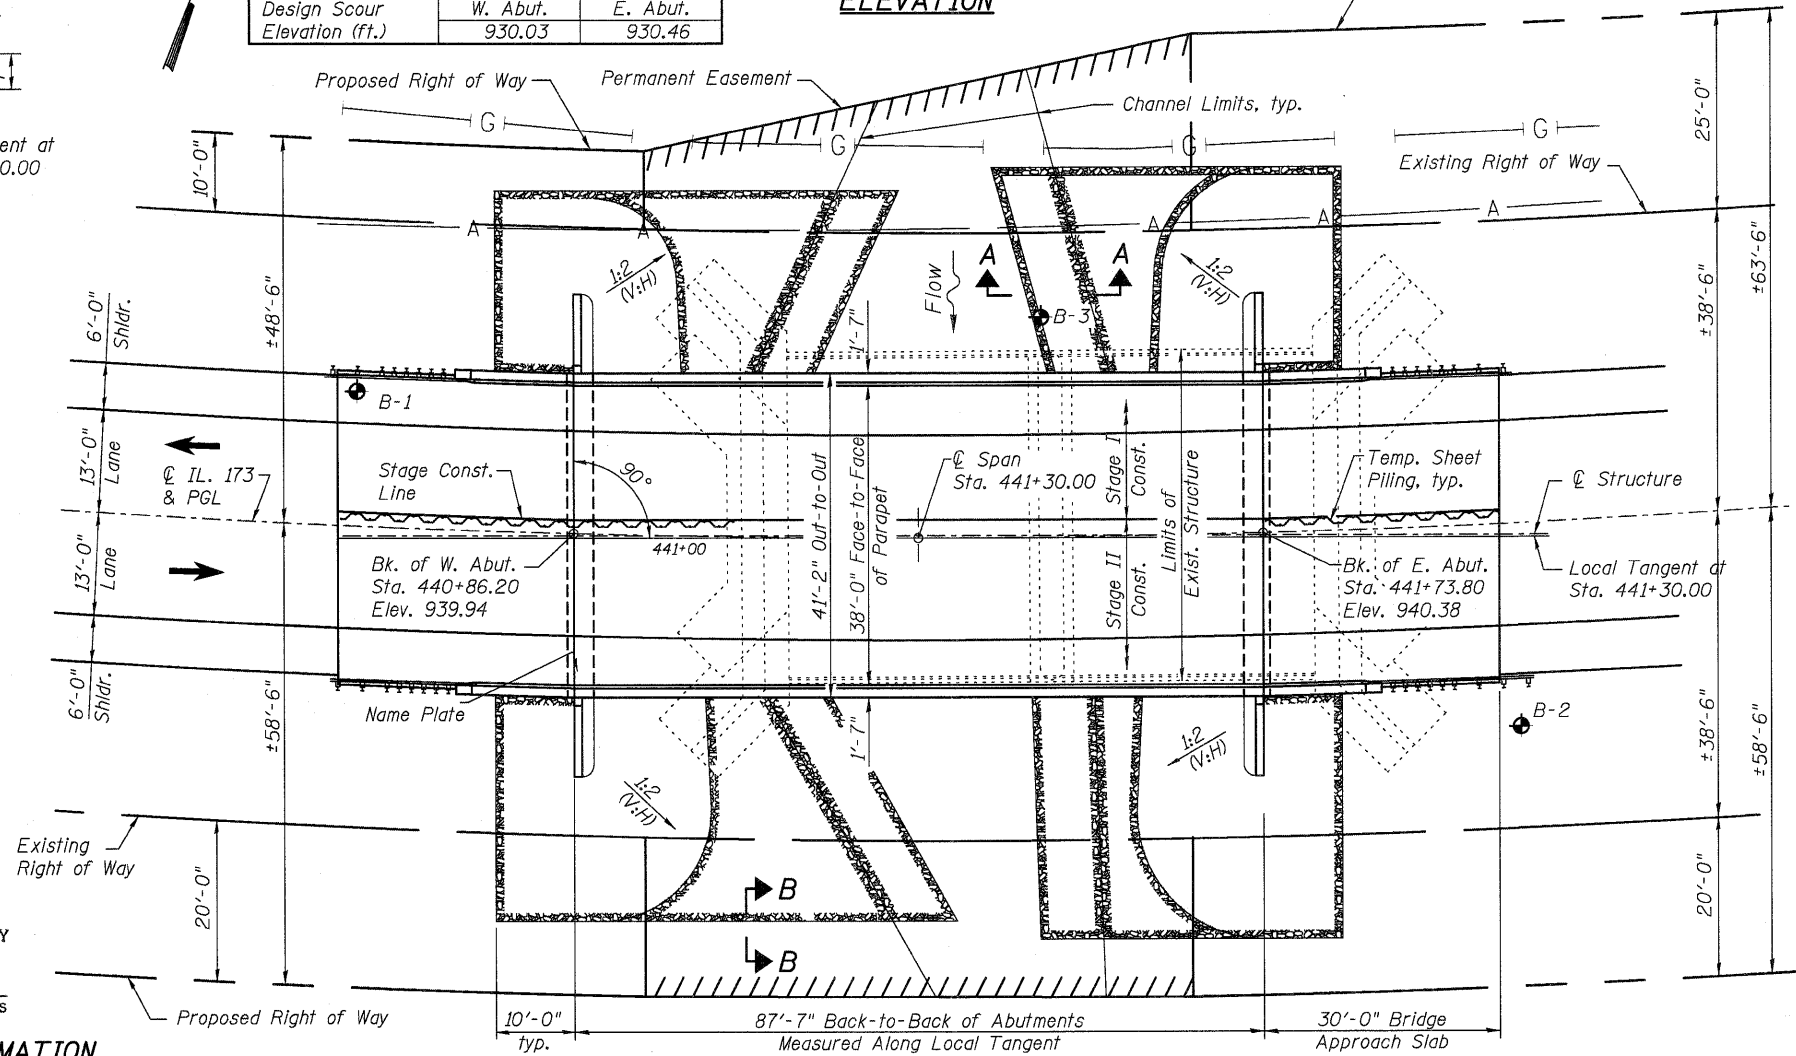 ELEVATION
Design Scour
Elevation (ft.)
W. Abut.
E. Abut.
930.03
930.46
Proposed Right of Way
Permanent Easement
Channel Limits, typ.
Existing Right of Way
G
G
G
G
ent at
0.00
10'-0"
25'-0"
±63'-6"
±38'-6"
±48'-6"
A
A
A
A
A
1:2
(V:H)
Flow
A
A
1:2
(V:H)
B-3
1'-7"
6'-0"
Shldr.
B-1
13'-0"
Lane
℄ IL. 173
& PGL
Stage Const.
Line
90°
41'-2" Out-to-Out
38'-0" Face-to-Face
of Parapet
℄ Span
Sta. 441+30.00
Stage I
Const.
Stage II
Const.
Limits of
Exist. Structure
Temp. Sheet
Piling, typ.
℄ Structure
441+00
13'-0"
Lane
Bk. of W. Abut.
Sta. 440+86.20
Elev. 939.94
Bk. of E. Abut.
Sta. 441+73.80
Elev. 940.38
Local Tangent at
Sta. 441+30.00
6'-0"
Shldr.
Name Plate
±58'-6"
1'-7"
1:2
(V:H)
1:2
(V:H)
B-2
±38'-6"
±58'-6"
Existing
Right of Way
20'-0"
20'-0"
B
B
Y
S
Proposed Right of Way
10'-0"
typ.
87'-7" Back-to-Back of Abutments
Measured Along Local Tangent
30'-0" Bridge
Approach Slab
MATION